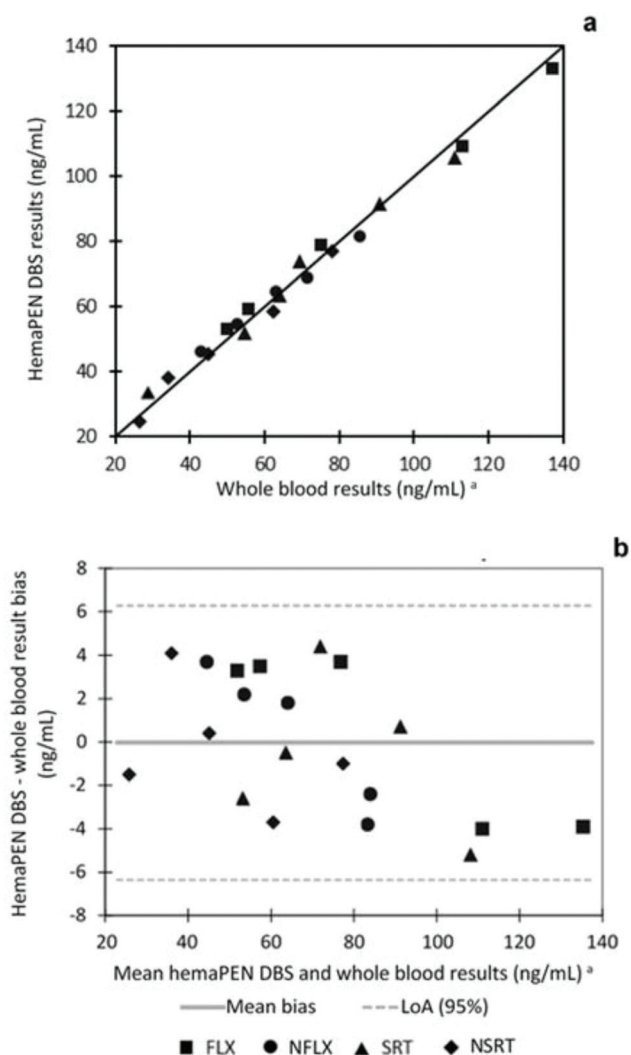 a
140
120
100
80
60
40
20
20 40 60 80 100 120 140
HemaPEN DBS results (ng/mL)
Whole blood results (ng/mL) a
b
8
6
4
2
0
-2
-4
-6
-8
20 40 60 80 100 120 140
HemaPEN DBS - whole blood result bias
(ng/mL)
Mean hemaPEN DBS and whole blood results (ng/mL) a
Mean bias LoA (95%)
FLX NFLX SRT NSRT